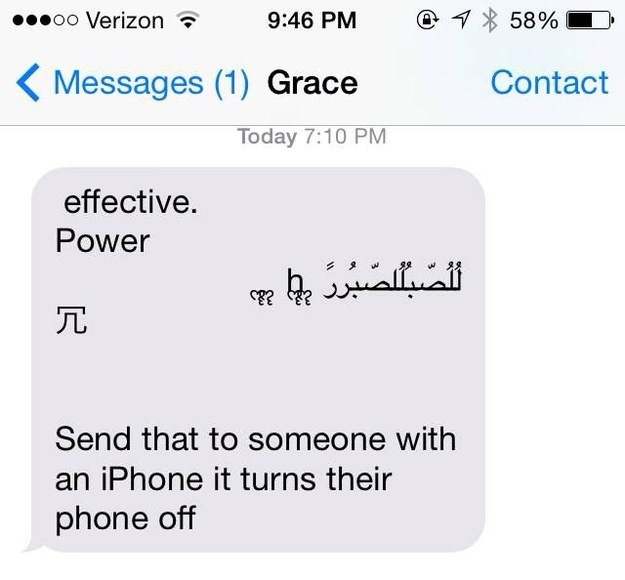 ●●●○○ Verizon 9:46 PM 58%
Messages (1) Grace Contact
Today 7:10 PM
effective.
Power
لُلُصّبُلُلصّبُررً ॣ ॣh ॣ ॣ
冗
Send that to someone with
an iPhone it turns their
phone off